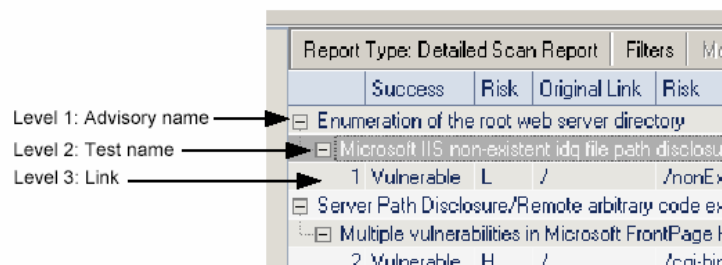 Report Type: Detailed Scan Report Filters
Success Risk Original Link Risk
Level 1: Advisory name
Enumeration of the root web server directory
Level 2: Test name
Microsoft IIS non-existent idq file path disclosu
Level 3: Link
1 Vulnerable L / /nonEx
Server Path Disclosure/Remote arbitrary code ex
Multiple vulnerabilities in Microsoft FrontPage
2 Vulnerable H / /cgi-bin